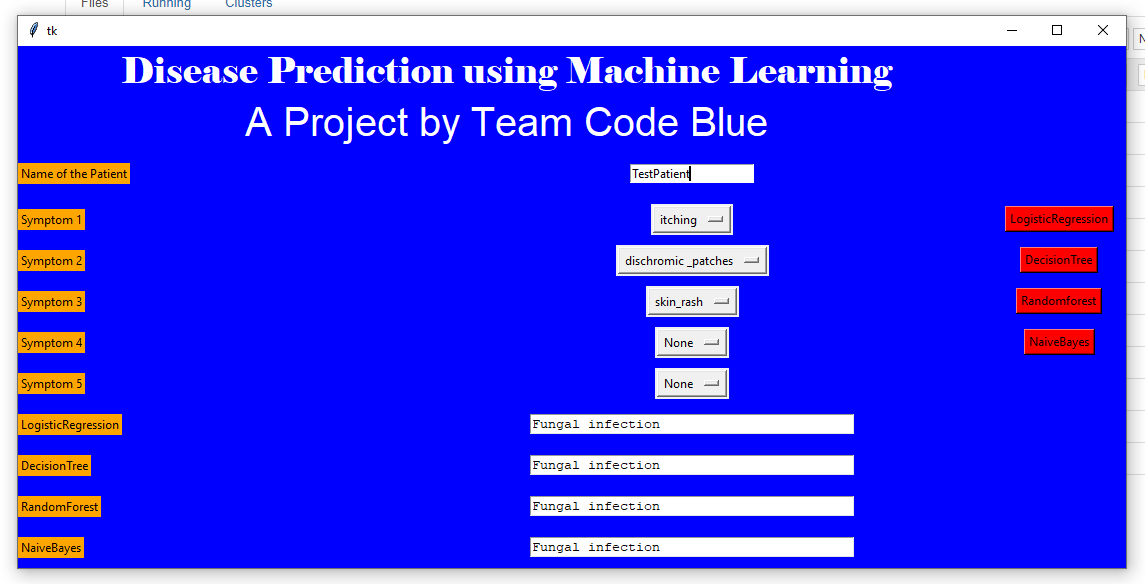 Files Running Clusters
tk
Disease Prediction using Machine Learning
A Project by Team Code Blue
Name of the Patient TestPatient
Symptom 1 itching LogisticRegression
Symptom 2 dischromic _patches DecisionTree
Symptom 3 skin_rash Randomforest
Symptom 4 None NaiveBayes
Symptom 5 None
LogisticRegression Fungal infection
DecisionTree Fungal infection
RandomForest Fungal infection
NaiveBayes Fungal infection